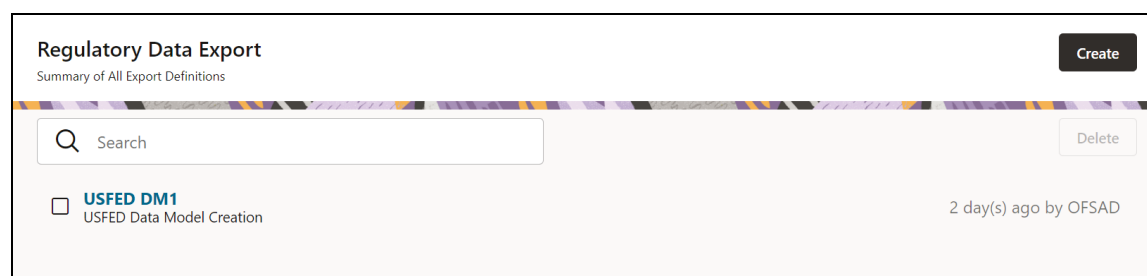 Regulatory Data Export
Create
Summary of All Export Definitions
Search
Delete
USFED DM1
USFED Data Model Creation
2 day(s) ago by OFSAD